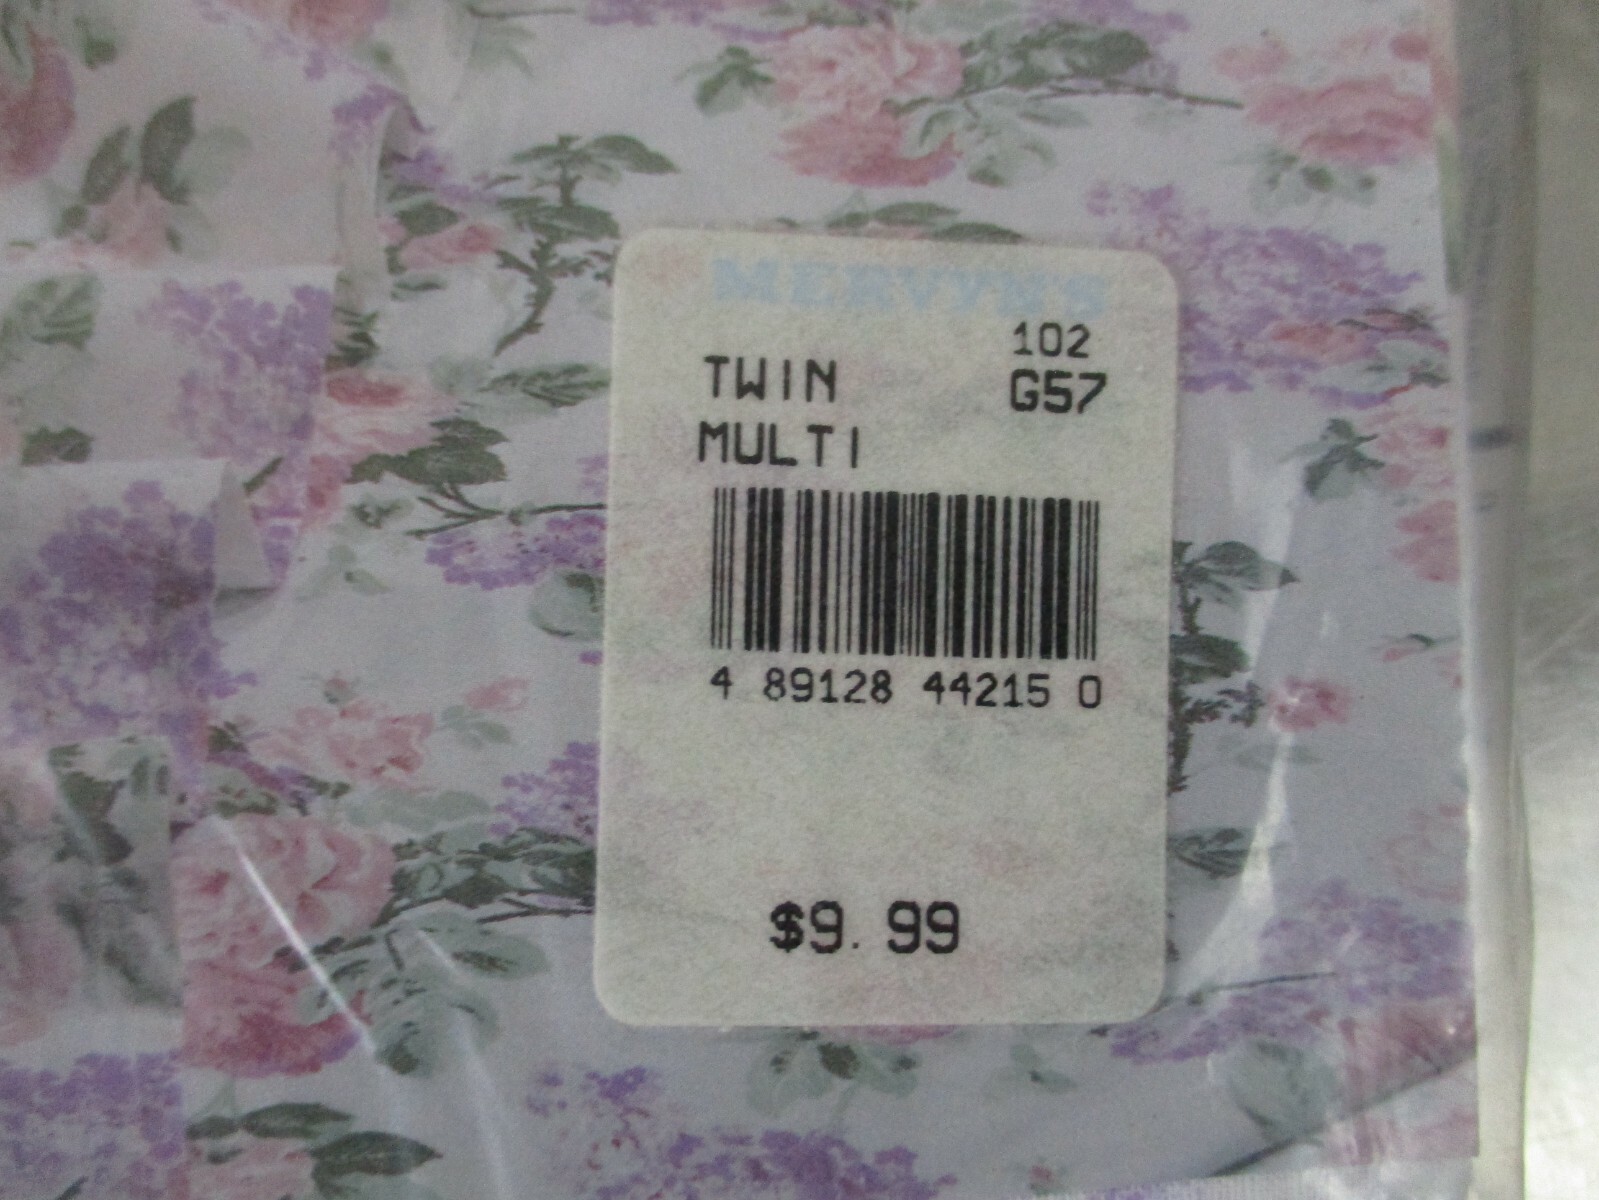 MERVYN'S
102
TWIN G57
MULTI
4 89128 44215 0
$9.99